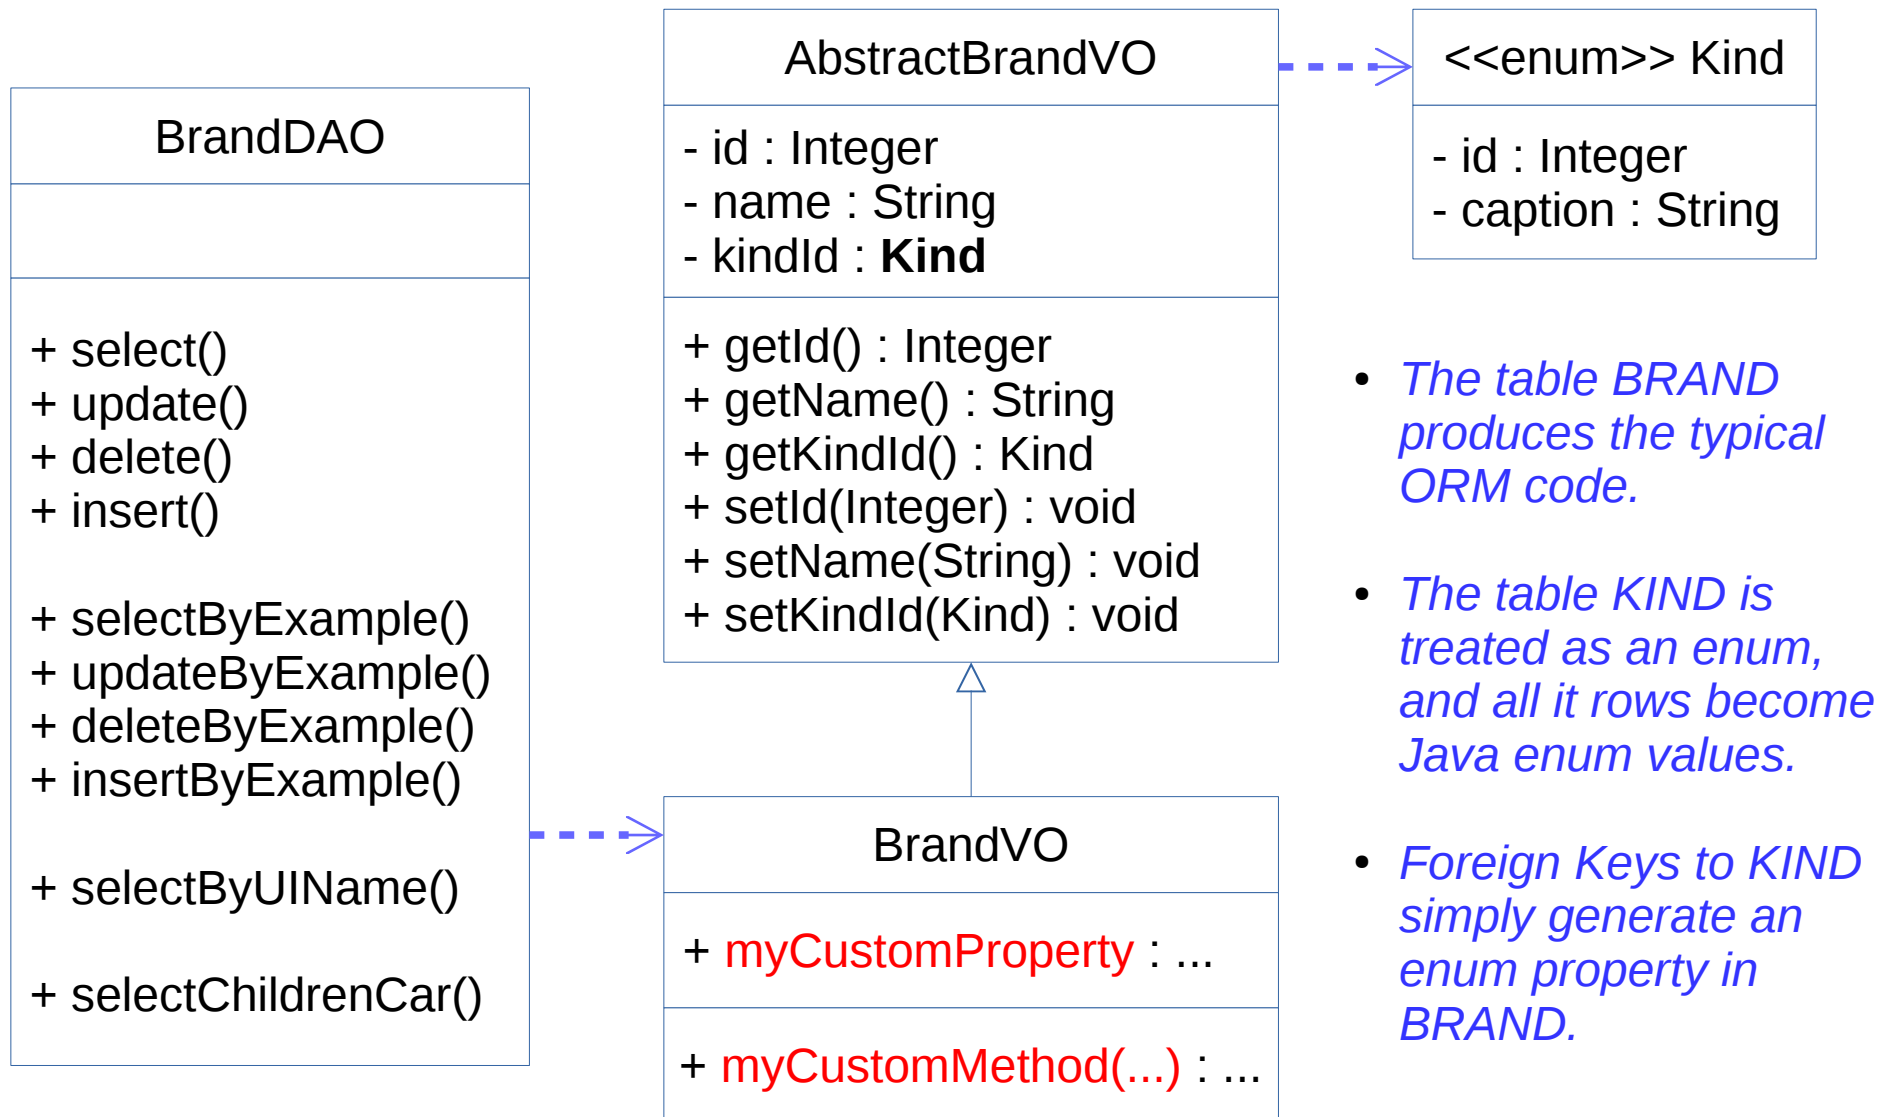 BrandDAO
+ select()
+ update()
+ delete()
+ insert()
+ selectByExample()
+ updateByExample()
+ deleteByExample()
+ insertByExample()
+ selectByUIName()
+ selectChildrenCar()
AbstractBrandVO
- id : Integer
- name : String
- kindId : Kind
+ getId() : Integer
+ getName() : String
+ getKindId() : Kind
+ setId(Integer) : void
+ setName(String) : void
+ setKindId(Kind) : void
BrandVO
+ myCustomProperty : ...
+ myCustomMethod(...) : ...
<<enum>> Kind
- id : Integer
- caption : String
• The table BRAND
produces the typical
ORM code.
• The table KIND is
treated as an enum,
and all it rows become
Java enum values.
• Foreign Keys to KIND
simply generate an
enum property in
BRAND.